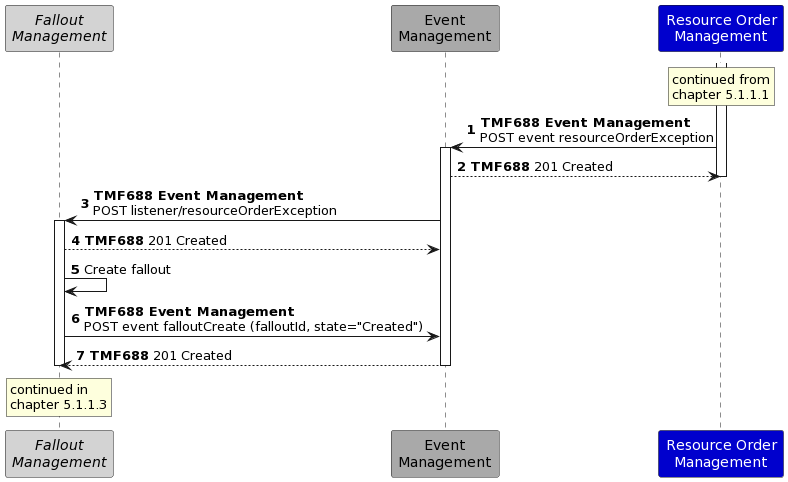 Fallout
Management
Event
Management
Resource Order
Management
continued from
chapter 5.1.1.1
1 TMF688 Event Management
POST event resourceOrderException
2 TMF688 201 Created
3 TMF688 Event Management
POST listener/resourceOrderException
4 TMF688 201 Created
5 Create fallout
6 TMF688 Event Management
POST event falloutCreate (falloutId, state="Created")
7 TMF688 201 Created
continued in
chapter 5.1.1.3
Fallout
Management
Event
Management
Resource Order
Management